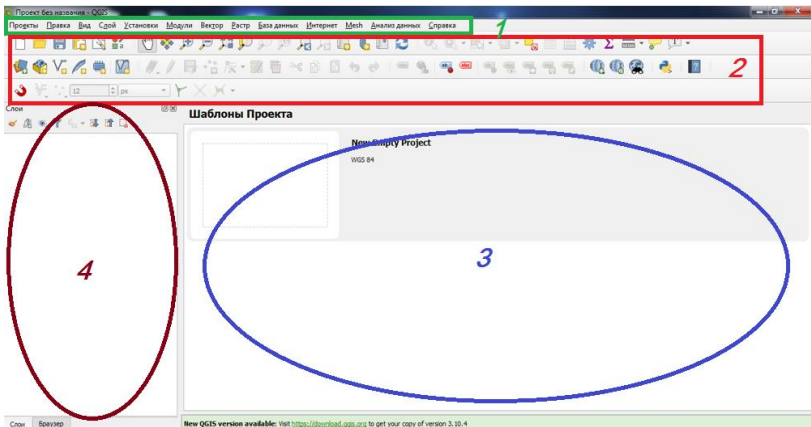 Проект без названия - QGIS
Проекты Правка Вид Слой Установки Модули Вектор Растр База данных Интернет Mesh Анализ данных Справка
1
2
12 px
Слои
Шаблоны Проекта
New Empty Project
WGS 84
3
4
Слои Браузер
New QGIS version available: Visit https://download.qgis.org to get your copy of version 3.10.4